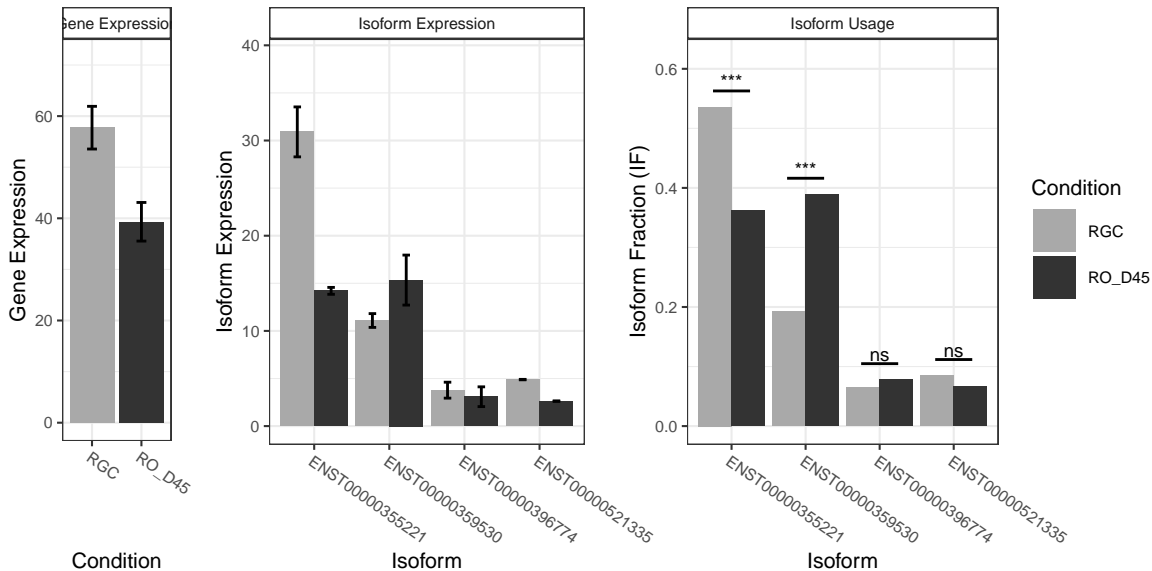 Gene Expression
Isoform Expression
Isoform Usage
Gene Expression
60
40
20
0
RGC
RO_D45
Condition
Isoform Expression
40
30
20
10
0
ENST00000355221
ENST00000359530
ENST00000396774
ENST00000521335
Isoform
Isoform Fraction (IF)
0.6
0.4
0.2
0.0
***
***
ns
ns
ENST00000355221
ENST00000359530
ENST00000396774
ENST00000521335
Isoform
Condition
RGC
RO_D45